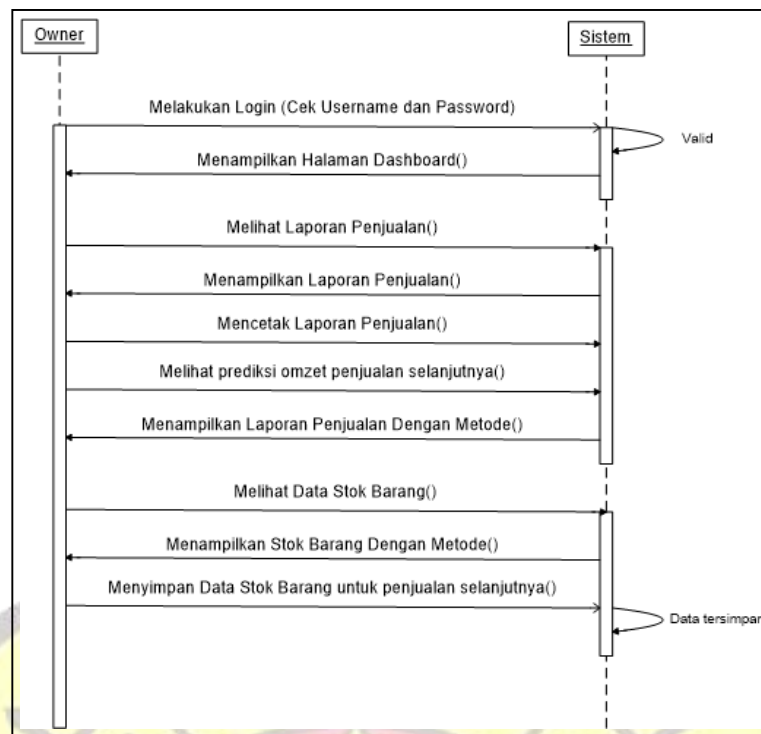 Owner
Sistem
Melakukan Login (Cek Username dan Password)
Valid
Menampilkan Halaman Dashboard()
Melihat Laporan Penjualan()
Menampilkan Laporan Penjualan()
Mencetak Laporan Penjualan()
Melihat prediksi omzet penjualan selanjutnya()
Menampilkan Laporan Penjualan Dengan Metode()
Melihat Data Stok Barang()
Menampilkan Stok Barang Dengan Metode()
Menyimpan Data Stok Barang untuk penjualan selanjutnya()
Data tersimpan